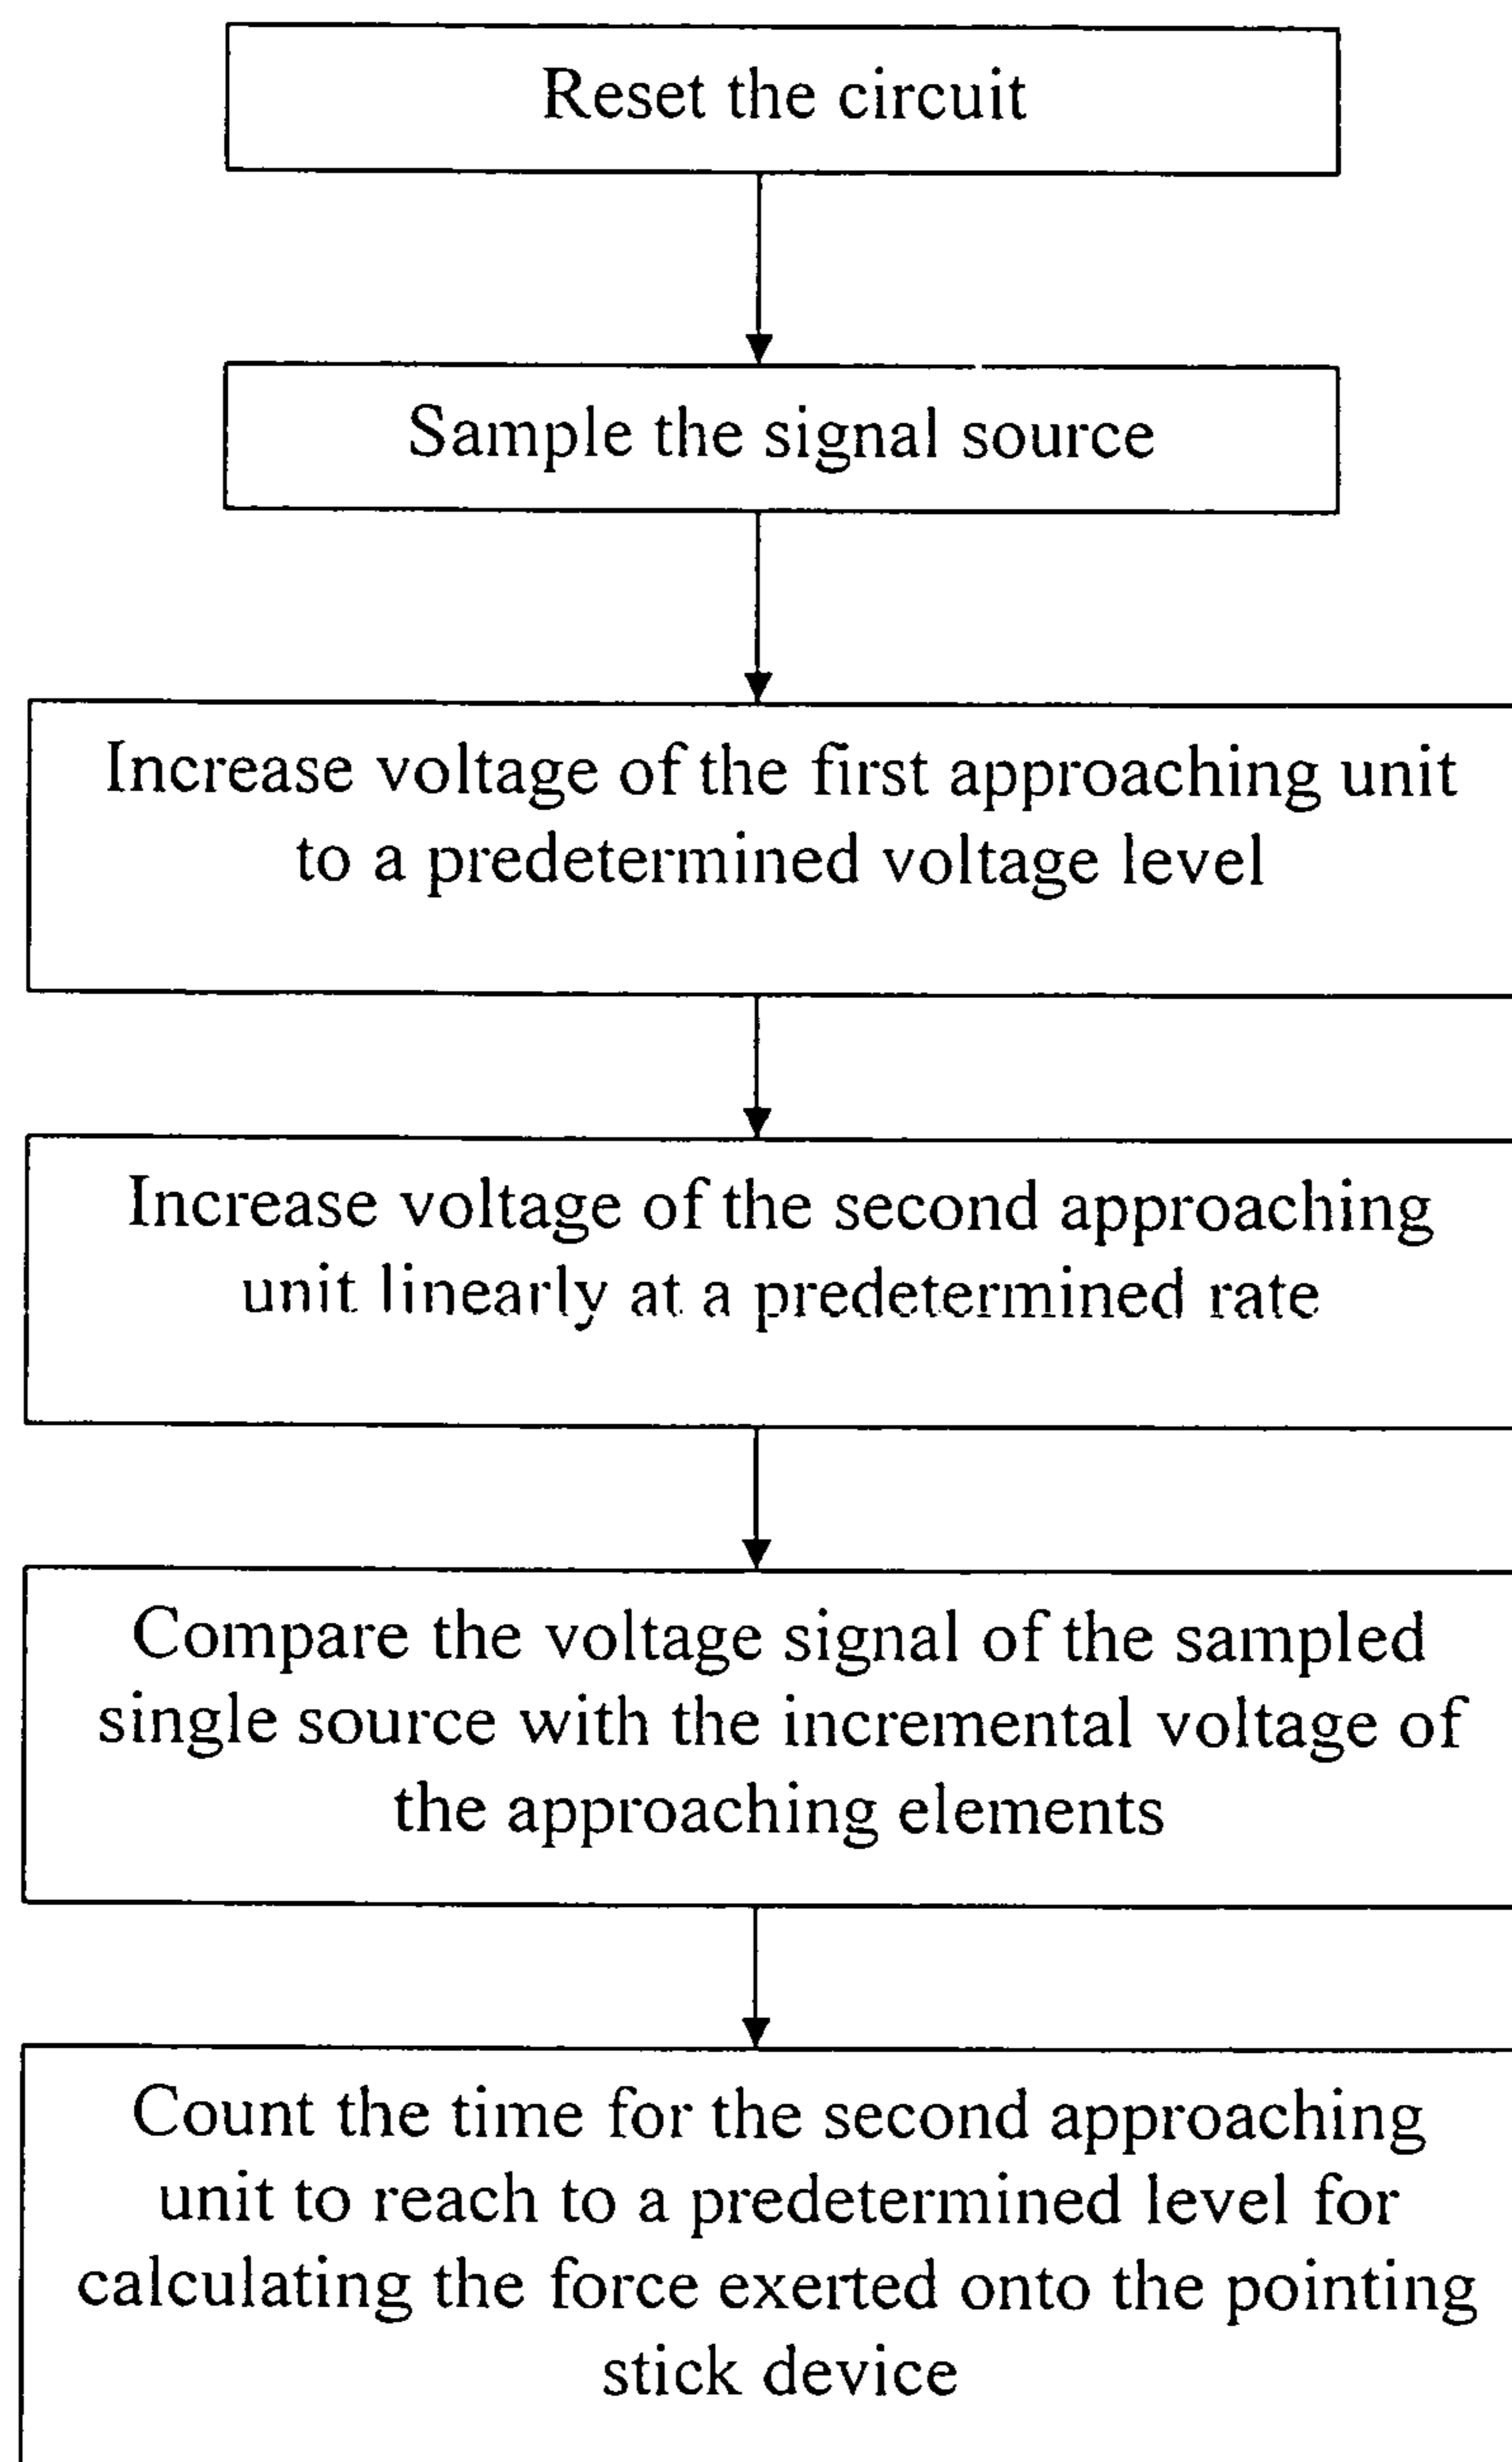 Reset the circuit
Sample the signal source
Increase voltage of the first approaching unit
to a predetermined voltage level
Increase voltage of the second approaching
unit linearly at a predetermined rate
Compare the voltage signal of the sampled
single source with the incremental voltage of
the approaching elements
Count the time for the second approaching
unit to reach to a predetermined level for
calculating the force exerted onto the pointing
stick device